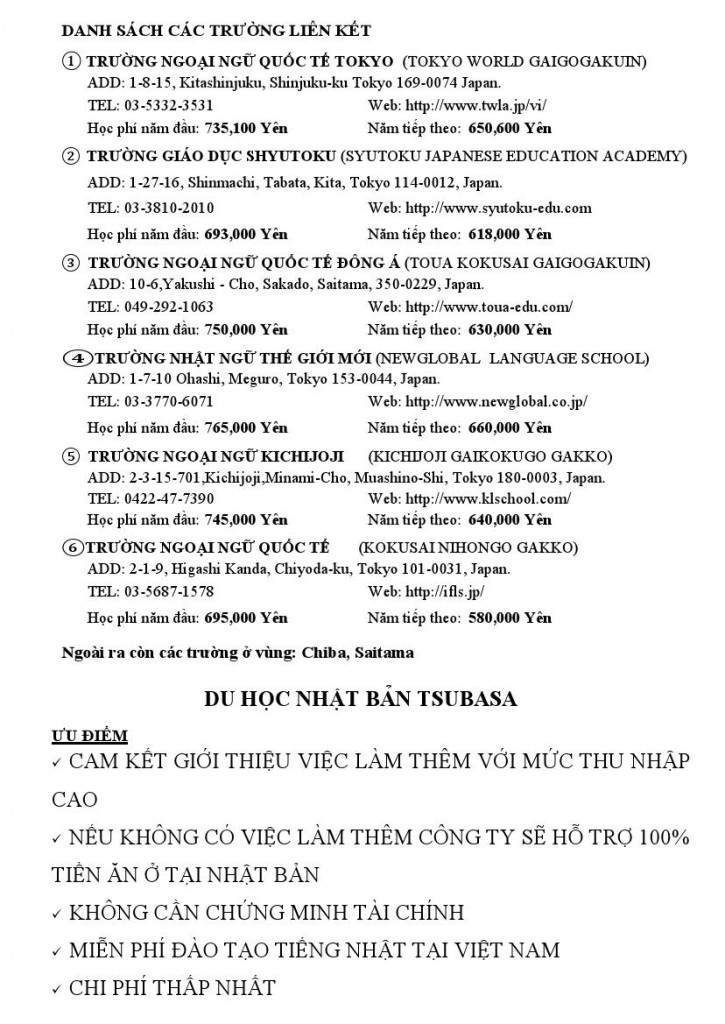 DANH SÁCH CÁC TRƯỜNG LIÊN KẾT
① TRƯỜNG NGOẠI NGỮ QUỐC TẾ TOKYO (TOKYO WORLD GAIGOGAKUIN)
ADD: 1-8-15, Kitashinjuku, Shinjuku-ku Tokyo 169-0074 Japan.
TEL: 03-5332-3531 Web: http://www.twla.jp/vi/
Học phí năm đầu: 735,100 Yên Năm tiếp theo: 650,600 Yên
② TRƯỜNG GIÁO DỤC SHYUTOKU (SYUTOKU JAPANESE EDUCATION ACADEMY)
ADD: 1-27-16, Shinmachi, Tabata, Kita, Tokyo 114-0012, Japan.
TEL: 03-3810-2010 Web: http://www.syutoku-edu.com
Học phí năm đầu: 693,000 Yên Năm tiếp theo: 618,000 Yên
③ TRƯỜNG NGOẠI NGỮ QUỐC TẾ ĐÔNG Á (TOUA KOKUSAI GAIGOGAKUIN)
ADD: 10-6,Yakushi - Cho, Sakado, Saitama, 350-0229, Japan.
TEL: 049-292-1063 Web: http://www.toua-edu.com/
Học phí năm đầu: 750,000 Yên Năm tiếp theo: 630,000 Yên
④TRƯỜNG NHẬT NGỮ THẾ GIỚI MỚI (NEWGLOBAL LANGUAGE SCHOOL)
ADD: 1-7-10 Ohashi, Meguro, Tokyo 153-0044, Japan.
TEL: 03-3770-6071 Web: http://www.newglobal.co.jp/
Học phí năm đầu: 765,000 Yên Năm tiếp theo: 660,000 Yên
⑤ TRƯỜNG NGOẠI NGỮ KICHIJOJI (KICHIJOJI GAIKOKUGO GAKKO)
ADD: 2-3-15-701,Kichijoji,Minami-Cho, Muashino-Shi, Tokyo 180-0003, Japan.
TEL: 0422-47-7390 Web: http://www.klschool.com/
Học phí năm đầu: 745,000 Yên Năm tiếp theo: 640,000 Yên
⑥TRƯỜNG NGOẠI NGỮ QUỐC TẾ (KOKUSAI NIHONGO GAKKO)
ADD: 2-1-9, Higashi Kanda, Chiyoda-ku, Tokyo 101-0031, Japan.
TEL: 03-5687-1578 Web: http://ifls.jp/
Học phí năm đầu: 695,000 Yên Năm tiếp theo: 580,000 Yên
Ngoài ra còn các trường ở vùng: Chiba, Saitama
DU HỌC NHẬT BẢN TSUBASA
ƯU ĐIỂM
✓ CAM KẾT GIỚI THIỆU VIỆC LÀM THÊM VỚI MỨC THU NHẬP
CAO
✓ NẾU KHÔNG CÓ VIỆC LÀM THÊM CÔNG TY SẼ HỖ TRỢ 100%
TIỀN ĂN Ở TẠI NHẬT BẢN
✓ KHÔNG CẦN CHỨNG MINH TÀI CHÍNH
✓ MIỄN PHÍ ĐÀO TẠO TIẾNG NHẬT TẠI VIỆT NAM
✓ CHI PHÍ THẤP NHẤT